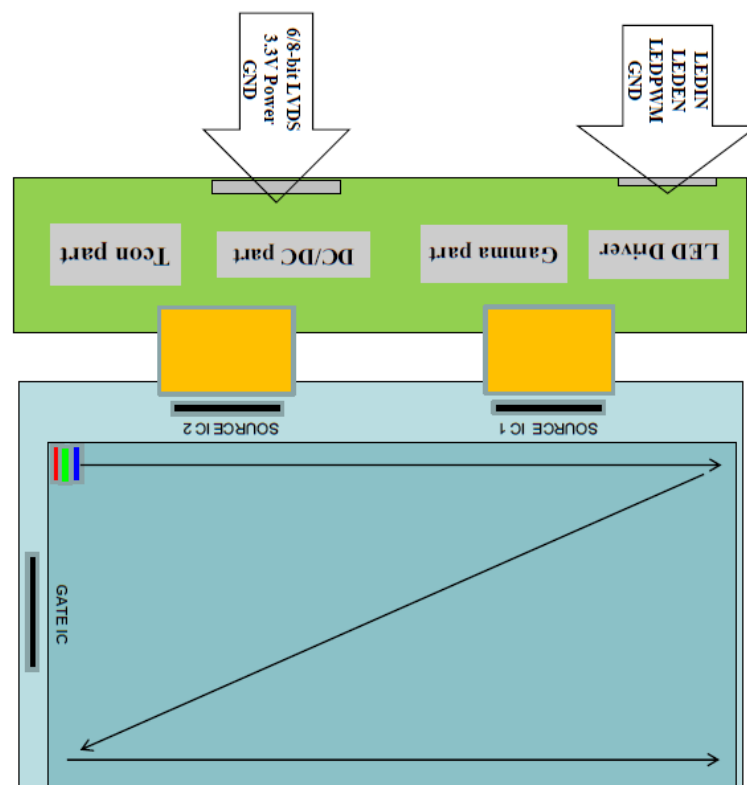 6/8-bit LVDS
3.3V Power
GND
LEDIN
LEDEN
LEDPWM
GND
Tcon part
DC/DC part
Gamma part
LED Driver
SOURCE IC 2
SOURCE IC 1
GATE IC